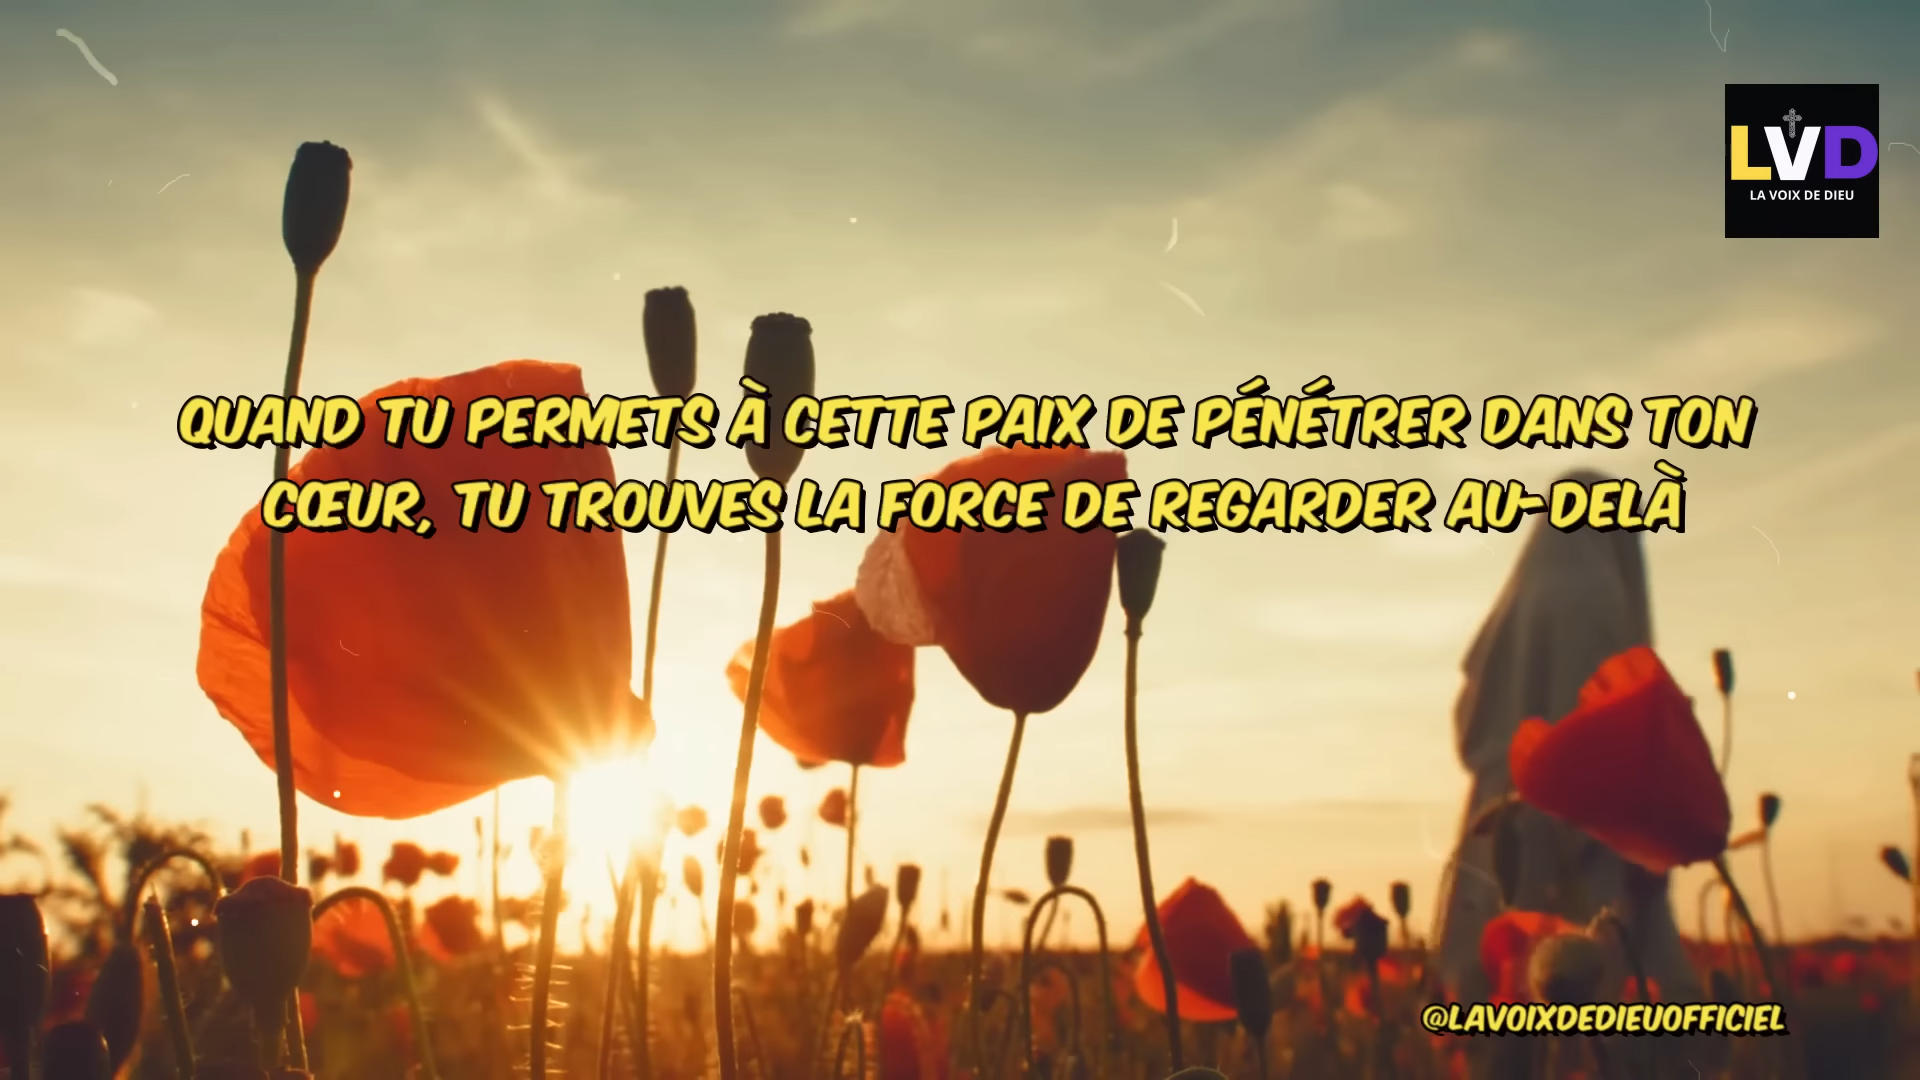 LVD
LA VOIX DE DIEU
QUAND TU PERMETS À CETTE PAIX DE PÉNÉTRER DANS TON
CŒUR, TU TROUVES LA FORCE DE REGARDER AU-DELÀ
@LAVOIXDEDIEUOFFICIEL